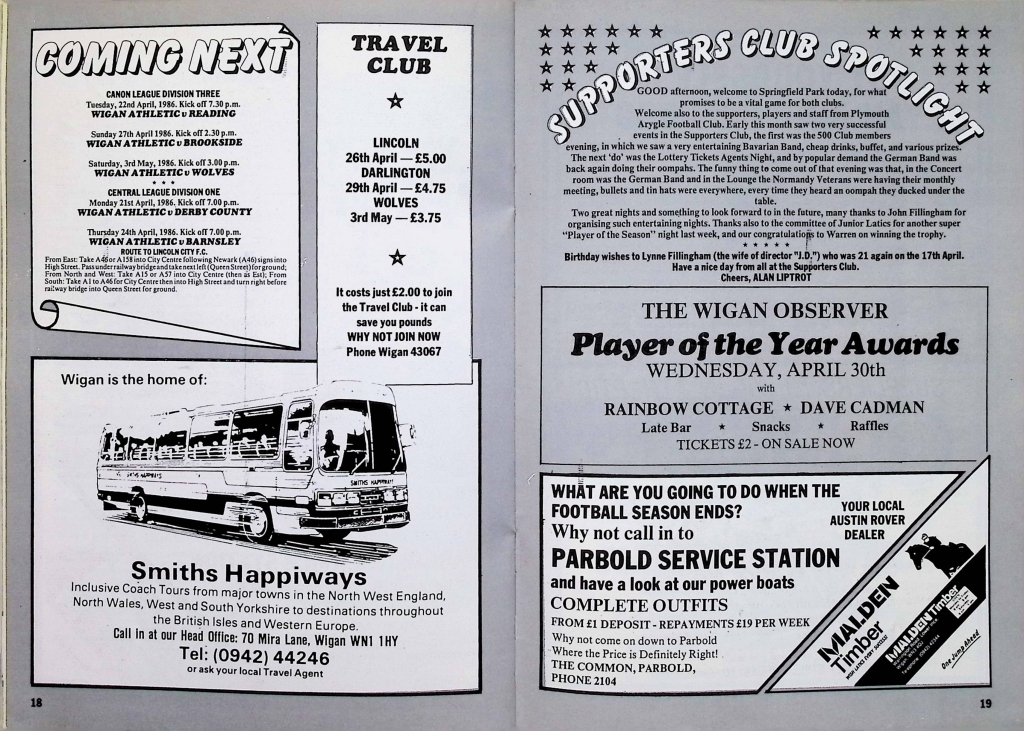 COMING NEXT
CANON LEAGUE DIVISION THREE
Tuesday, 22nd April, 1986. Kick off 7.30 p.m.
WIGAN ATHLETIC v READING
Sunday 27th April, 1986. Kick off 2.30 p.m.
WIGAN ATHLETIC v BROOKSIDE
Saturday, 3rd May, 1986. Kick off 3.00 p.m.
WIGAN ATHLETIC v WOLVES
CENTRAL LEAGUE DIVISION ONE
Monday 21st April, 1986. Kick off 7.00 p.m.
WIGAN ATHLETIC v DERBY COUNTY
Thursday 24th April, 1986. Kick off 7.00 p.m.
WIGAN ATHLETIC v BARNSLEY
ROUTE TO LINCOLN CITY F.C.
From East: Take A46 or A158 into City Centre following Newark (A46) signs into
High Street. Pass under railway bridge and take next left (Queen Street) for ground;
From North and West: Take A15 or A57 into City Centre (then as Est); From
South: Take A1 to A46 for City Centre then into High Street and turn right before
railway bridge into Queen Street for ground.
TRAVEL
CLUB
LINCOLN
26th April — £5.00
DARLINGTON
29th April — £4.75
WOLVES
3rd May — £3.75
It costs just £2.00 to join
the Travel Club - it can
save you pounds
WHY NOT JOIN NOW
Phone Wigan 43067
Wigan is the home of:
SMITHS HAPPIWAYS
SMITHS HAPPIWAYS
Smiths Happiways
Inclusive Coach Tours from major towns in the North West England,
North Wales, West and South Yorkshire to destinations throughout
the British Isles and Western Europe.
Call in at our Head Office: 70 Mira Lane, Wigan WN1 1HY
Tel: (0942) 44246
or ask your local Travel Agent
18
SUPPORTERS CLUB SPOTLIGHT
GOOD afternoon, welcome to Springfield Park today, for what
promises to be a vital game for both clubs.
Welcome also to the supporters, players and staff from Plymouth
Arygle Football Club. Early this month saw two very successful
events in the Supporters Club, the first was the 500 Club members
evening, in which we saw a very entertaining Bavarian Band, cheap drinks, buffet, and various prizes.
The next 'do' was the Lottery Tickets Agents Night, and by popular demand the German Band was
back again doing their oompahs. The funny thing to come out of that evening was that, in the Concert
room was the German Band and in the Lounge the Normandy Veterans were having their monthly
meeting, bullets and tin hats were everywhere, every time they heard an oompah they ducked under the
table.
Two great nights and something to look forward to in the future, many thanks to John Fillingham for
organising such entertaining nights. Thanks also to the committee of Junior Latics for another super
"Player of the Season" night last week, and our congratulations to Warren on winning the trophy.
Birthday wishes to Lynne Fillingham (the wife of director "J.D.") who was 21 again on the 17th April.
Have a nice day from all at the Supporters Club.
Cheers, ALAN LIPTROT
THE WIGAN OBSERVER
Player of the Year Awards
WEDNESDAY, APRIL 30th
with
RAINBOW COTTAGE ★ DAVE CADMAN
Late Bar ★ Snacks ★ Raffles
TICKETS £2 - ON SALE NOW
WHAT ARE YOU GOING TO DO WHEN THE
FOOTBALL SEASON ENDS?
Why not call in to
PARBOLD SERVICE STATION
and have a look at our power boats
COMPLETE OUTFITS
FROM £1 DEPOSIT - REPAYMENTS £19 PER WEEK
Why not come on down to Parbold
Where the Price is Definitely Right!
THE COMMON, PARBOLD,
PHONE 2104
YOUR LOCAL
AUSTIN ROVER
DEALER
MALDEN
Timber
MALDEN Timber
One Jump Ahead
19